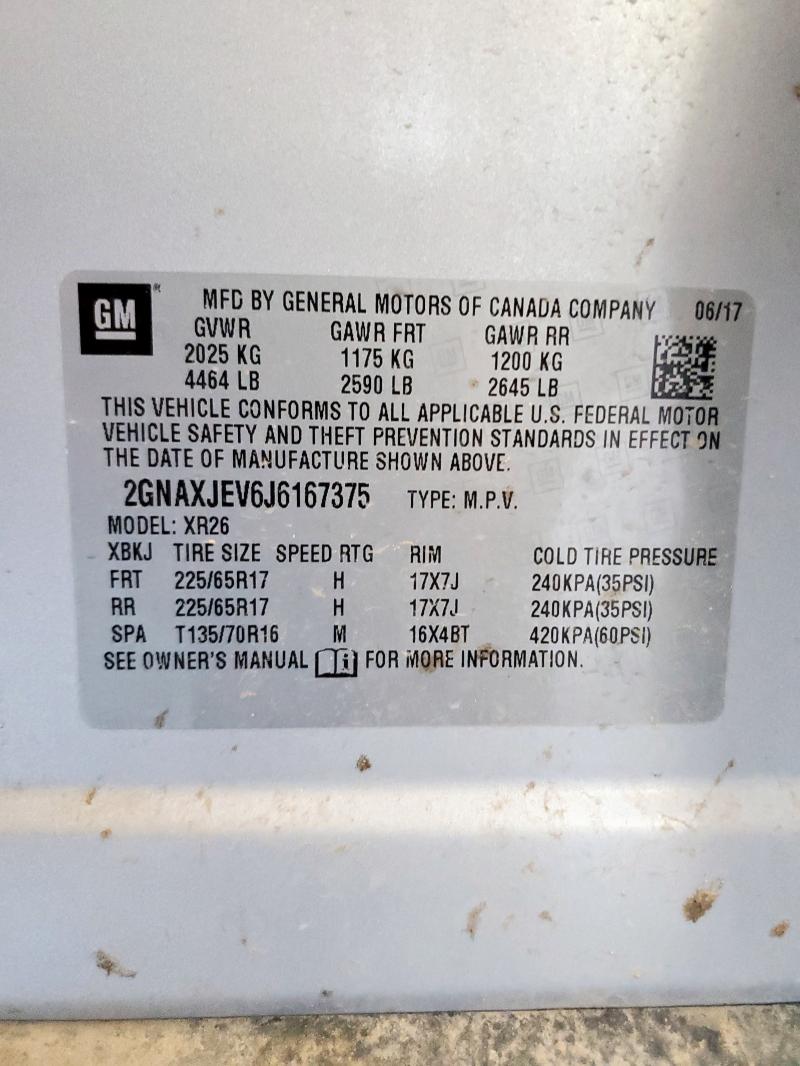 GM ® MFD BY GENERAL MOTORS OF CANADA COMPANY 06/17
GVWR GAWR FRT GAWR RR
2025 KG 1175 KG 1200 KG
4464 LB 2590 LB 2645 LB
THIS VEHICLE CONFORMS TO ALL APPLICABLE U.S. FEDERAL MOTOR
VEHICLE SAFETY AND THEFT PREVENTION STANDARDS IN EFFECT ON
THE DATE OF MANUFACTURE SHOWN ABOVE.
2GNAXJEV6J6167375 TYPE: M.P.V.
MODEL: XR26
XBKJ TIRE SIZE SPEED RTG RIM COLD TIRE PRESSURE
FRT 225/65R17 H 17X7J 240KPA(35PSI)
RR 225/65R17 H 17X7J 240KPA(35PSI)
SPA T135/70R16 M 16X4BT 420KPA(60PSI)
SEE OWNER'S MANUAL i FOR MORE INFORMATION.